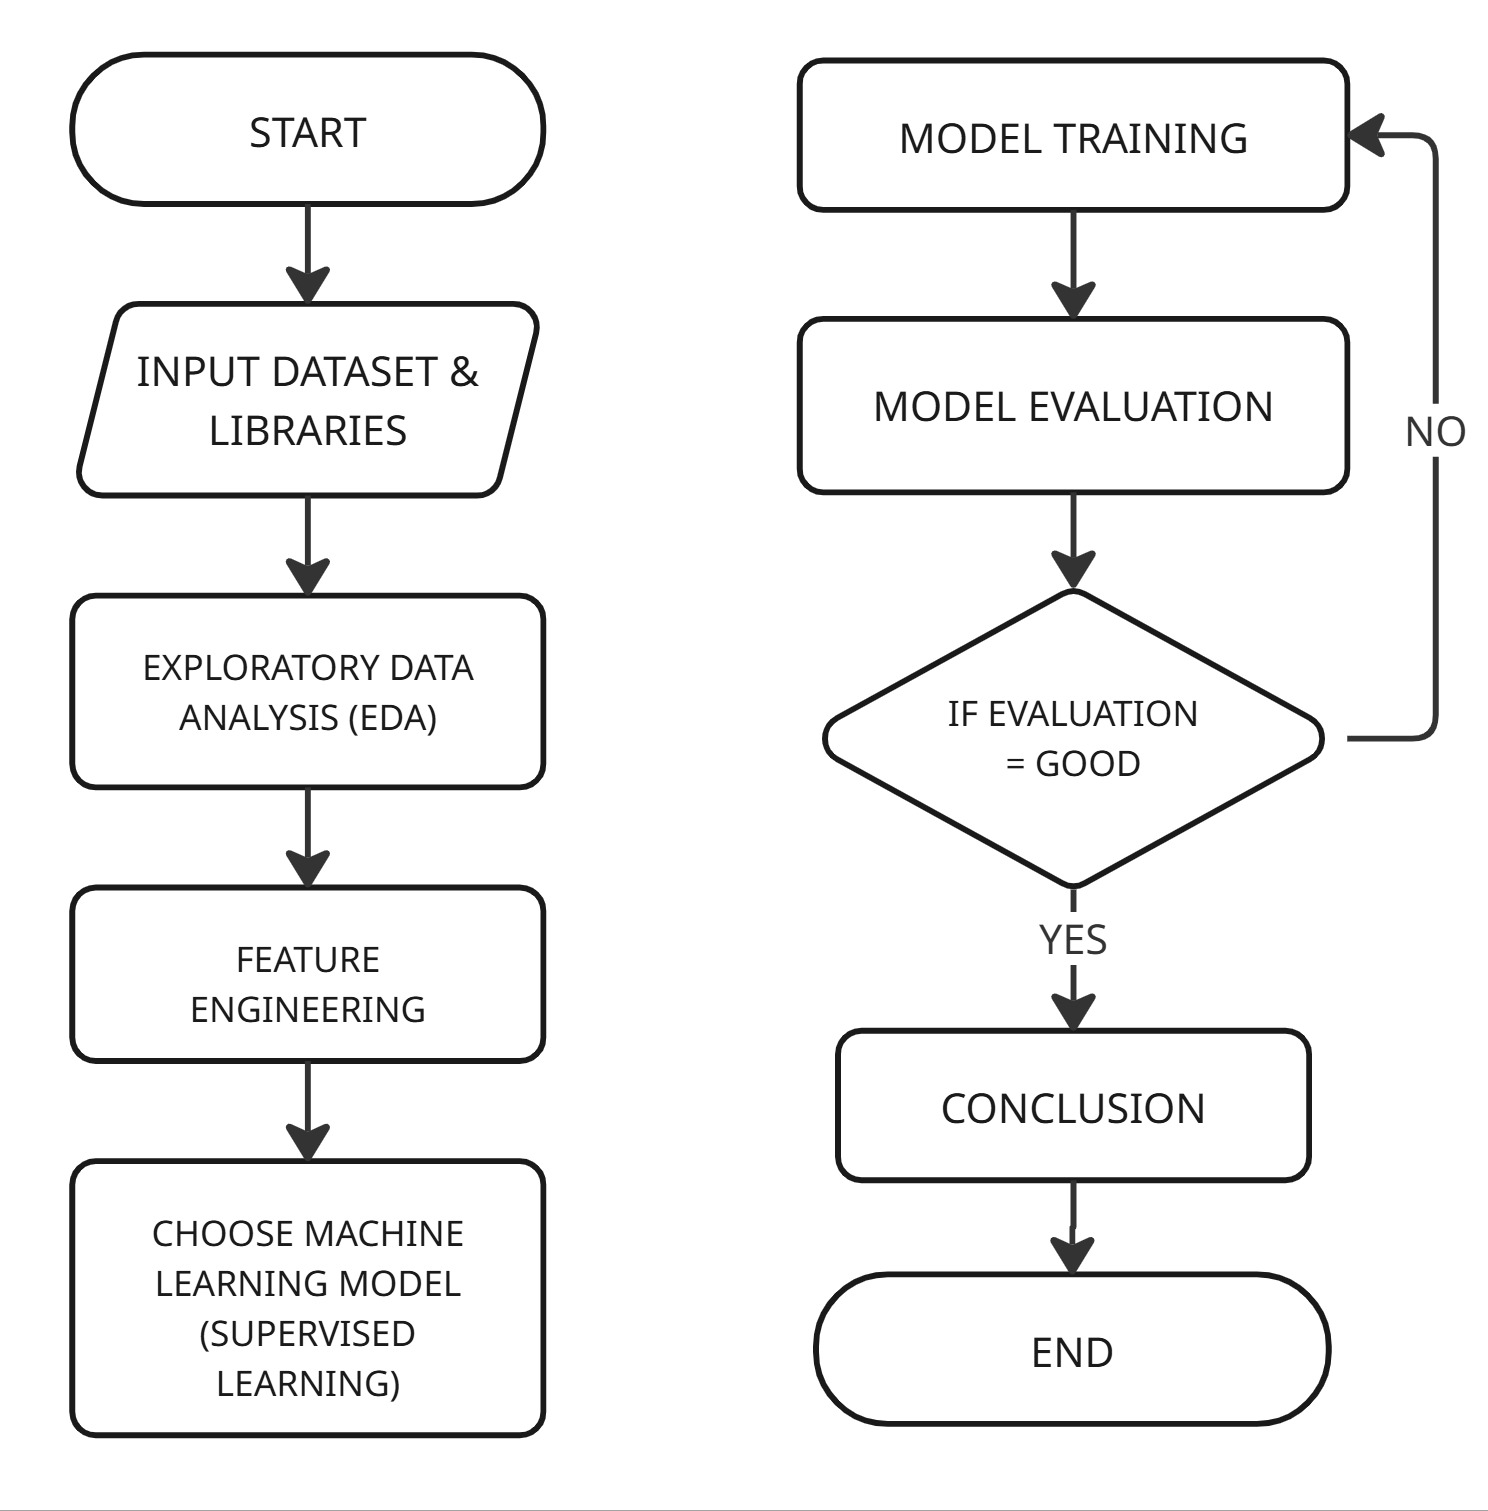 START
INPUT DATASET &
LIBRARIES
EXPLORATORY DATA
ANALYSIS (EDA)
FEATURE
ENGINEERING
CHOOSE MACHINE
LEARNING MODEL
(SUPERVISED
LEARNING)
MODEL TRAINING
MODEL EVALUATION
NO
IF EVALUATION
= GOOD
YES
CONCLUSION
END